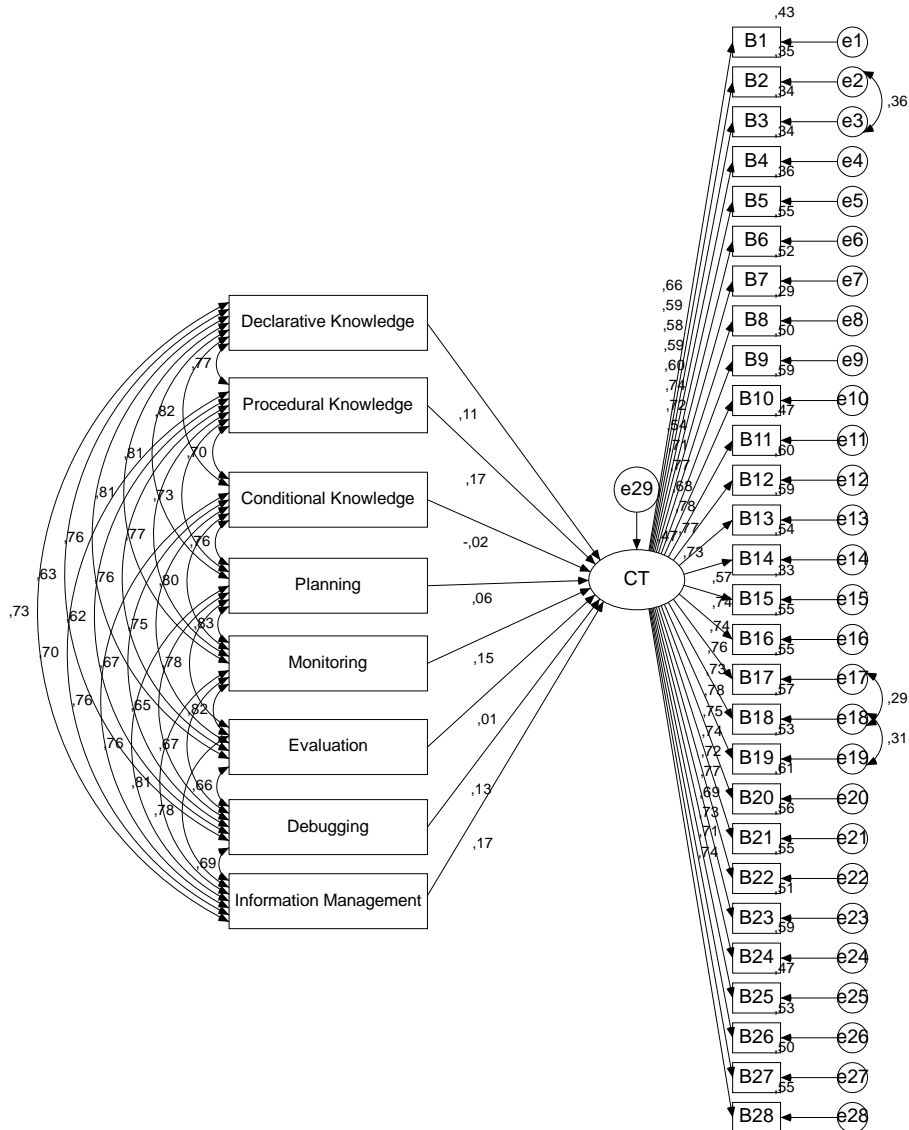 ,43
B1
e1
,35
B2
e2
,36
,34
B3
e3
,34
B4
e4
,36
B5
e5
,55
B6
e6
,52
B7
e7
,29
B8
e8
,50
B9
e9
,59
B10
e10
,47
B11
e11
,60
B12
e12
,59
B13
e13
,54
B14
e14
,33
B15
e15
,55
B16
e16
,55
B17
e17
,29
,57
B18
e18
,31
,53
B19
e19
,61
B20
e20
,56
B21
e21
,55
B22
e22
,51
B23
e23
,59
B24
e24
,47
B25
e25
,53
B26
e26
,50
B27
e27
,55
B28
e28
,66
,59
,58
,59
,60
,74
,72
,54
,71
,77
,68
,78
,77
,73
,57
,74
,74
,76
,73
,78
,75
,74
,72
,77
,69
,73
,71
,74
e29
,47
CT
Declarative Knowledge
Procedural Knowledge
Conditional Knowledge
Planning
Monitoring
Evaluation
Debugging
Information Management
,11
,17
-,02
,06
,15
,01
,13
,17
,77
,82
,70
,81
,73
,76
,81
,77
,80
,83
,76
,76
,75
,78
,82
,63
,62
,67
,65
,67
,66
,73
,70
,76
,76
,81
,78
,69